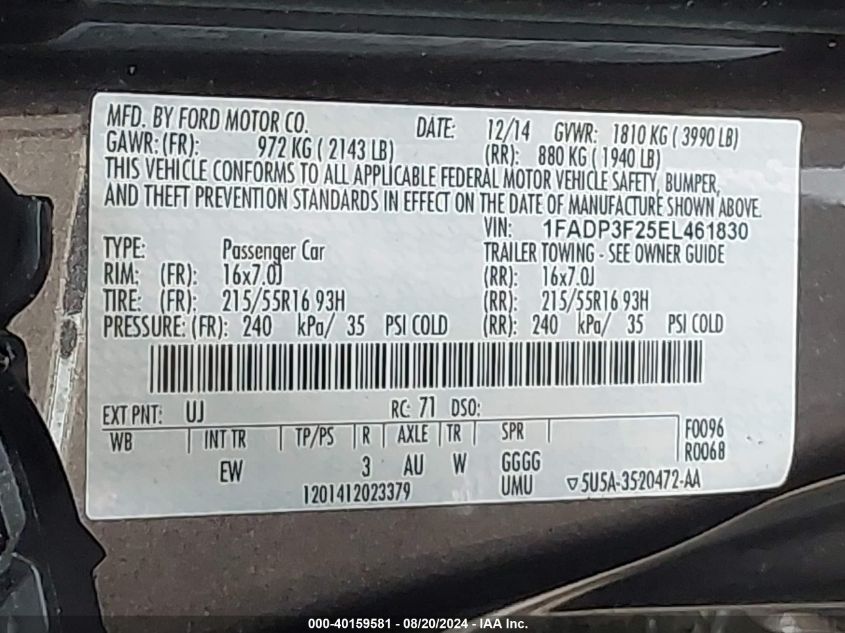 MFD. BY FORD MOTOR CO. DATE: 12/14 GVWR: 1810 KG ( 3990 LB)
GAWR: (FR): 972 KG ( 2143 LB) (RR): 880 KG ( 1940 LB)
THIS VEHICLE CONFORMS TO ALL APPLICABLE FEDERAL MOTOR VEHICLE SAFETY, BUMPER,
AND THEFT PREVENTION STANDARDS IN EFFECT ON THE DATE OF MANUFACTURE SHOWN ABOVE.
VIN: 1FADP3F25EL461830
TYPE: Passenger Car TRAILER TOWING - SEE OWNER GUIDE
RIM: (FR): 16x7.0J (RR): 16x7.0J
TIRE: (FR): 215/55R16 93H (RR): 215/55R16 93H
PRESSURE: (FR): 240 kPa/ 35 PSI COLD (RR): 240 kPa/ 35 PSI COLD
EXT PNT: UJ RC: 71 DSO:
WB INT TR TP/PS R AXLE TR SPR F0096
R0068
EW 3 AU W GGGG
1201412023379 UMU ▽5U5A-3520472-AA
000-40159581 - 08/20/2024 - IAA Inc.